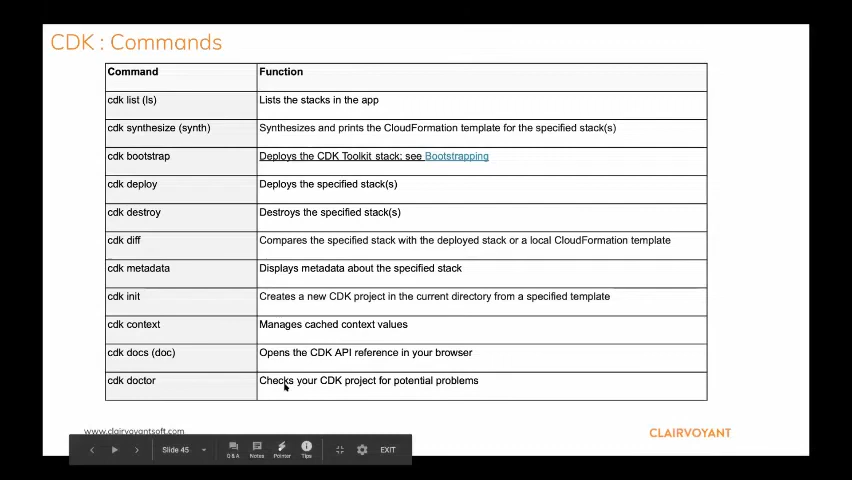 CDK : Commands
Command Function
cdk list (ls) Lists the stacks in the app
cdk synthesize (synth) Synthesizes and prints the CloudFormation template for the specified stack(s)
cdk bootstrap Deploys the CDK Toolkit stack; see Bootstrapping
cdk deploy Deploys the specified stack(s)
cdk destroy Destroys the specified stack(s)
cdk diff Compares the specified stack with the deployed stack or a local CloudFormation template
cdk metadata Displays metadata about the specified stack
cdk init Creates a new CDK project in the current directory from a specified template
cdk context Manages cached context values
cdk docs (doc) Opens the CDK API reference in your browser
cdk doctor Checks your CDK project for potential problems
www.clairvoyantsoft.com CLAIRVOYANT
Slide 45 Q & A Notes Pointer Tips EXIT